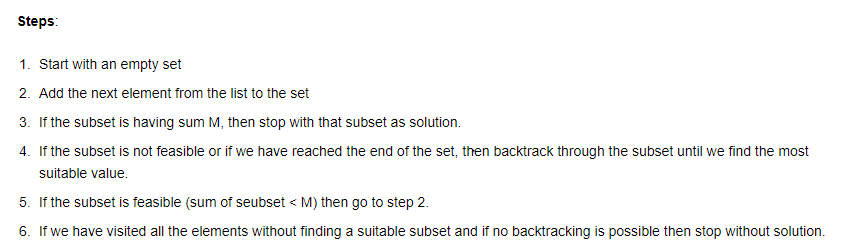 Steps:
1. Start with an empty set
2. Add the next element from the list to the set
3. If the subset is having sum M, then stop with that subset as solution.
4. If the subset is not feasible or if we have reached the end of the set, then backtrack through the subset until we find the most
suitable value.
5. If the subset is feasible (sum of seubset < M) then go to step 2.
6. If we have visited all the elements without finding a suitable subset and if no backtracking is possible then stop without solution.